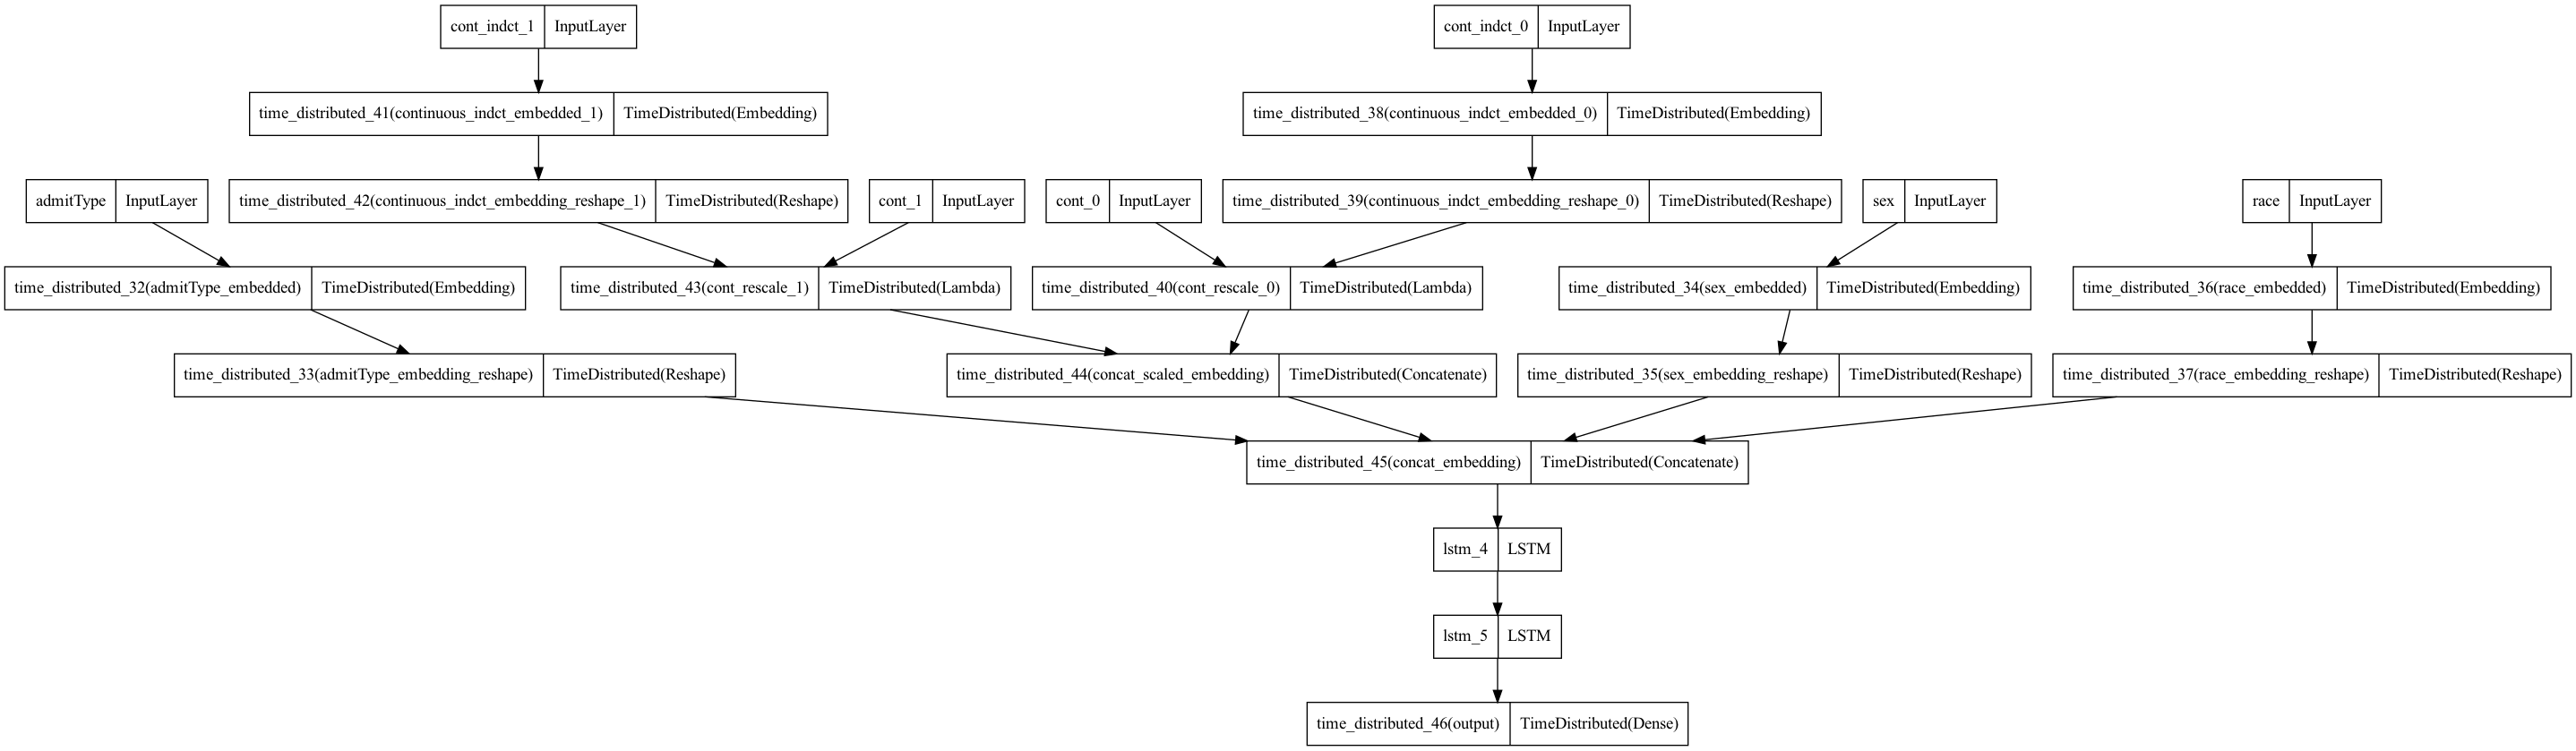 cont_indct_1 InputLayer
cont_indct_0 InputLayer
time_distributed_41(continuous_indct_embedded_1) TimeDistributed(Embedding)
time_distributed_38(continuous_indct_embedded_0) TimeDistributed(Embedding)
admitType InputLayer
time_distributed_42(continuous_indct_embedding_reshape_1) TimeDistributed(Reshape)
cont_1 InputLayer
cont_0 InputLayer
time_distributed_39(continuous_indct_embedding_reshape_0) TimeDistributed(Reshape)
sex InputLayer
race InputLayer
time_distributed_32(admitType_embedded) TimeDistributed(Embedding)
time_distributed_43(cont_rescale_1) TimeDistributed(Lambda)
time_distributed_40(cont_rescale_0) TimeDistributed(Lambda)
time_distributed_34(sex_embedded) TimeDistributed(Embedding)
time_distributed_36(race_embedded) TimeDistributed(Embedding)
time_distributed_33(admitType_embedding_reshape) TimeDistributed(Reshape)
time_distributed_44(concat_scaled_embedding) TimeDistributed(Concatenate)
time_distributed_35(sex_embedding_reshape) TimeDistributed(Reshape)
time_distributed_37(race_embedding_reshape) TimeDistributed(Reshape)
time_distributed_45(concat_embedding) TimeDistributed(Concatenate)
lstm_4 LSTM
lstm_5 LSTM
time_distributed_46(output) TimeDistributed(Dense)